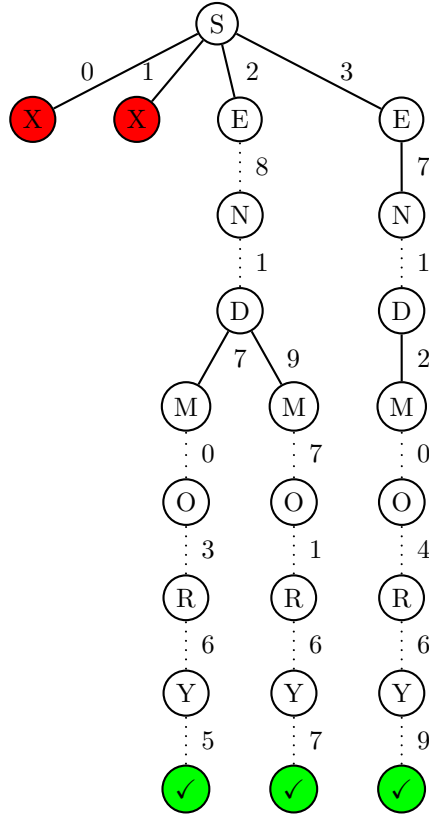 S
0 1 2 3
X X E E
8 7
N N
1 1
D D
7 9 2
M M M
0 7 0
O O O
3 1 4
R R R
6 6 6
Y Y Y
5 7 9
✓ ✓ ✓